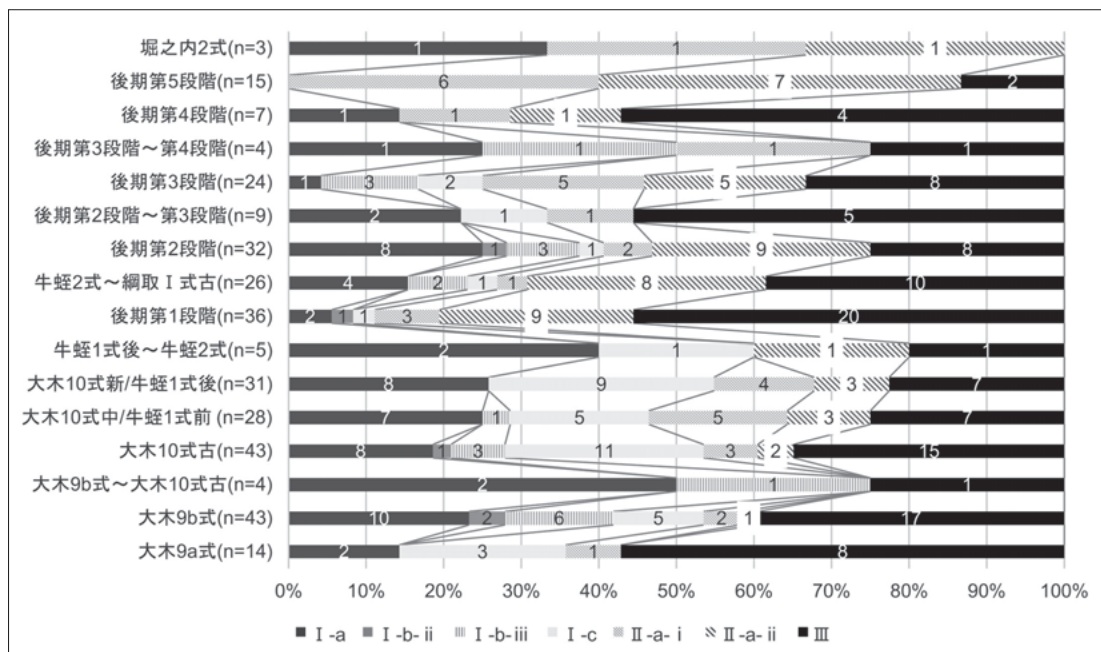 堀之内2式(n=3) 1 1 1
後期第5段階(n=15) 6 7 2
後期第4段階(n=7) 1 1 1 4
後期第3段階～第4段階(n=4) 1 1 1 1
後期第3段階(n=24) 1 3 2 5 5 8
後期第2段階～第3段階(n=9) 2 1 1 5
後期第2段階(n=32) 8 1 3 1 2 9 8
牛蛭2式～綱取Ⅰ式古(n=26) 4 2 1 1 8 10
後期第1段階(n=36) 2 1 1 3 9 20
牛蛭1式後～牛蛭2式(n=5) 2 1 1 1
大木10式新/牛蛭1式後(n=31) 8 9 4 3 7
大木10式中/牛蛭1式前(n=28) 7 1 5 5 3 7
大木10式古(n=43) 8 1 3 11 3 2 15
大木9b式～大木10式古(n=4) 2 1 1
大木9b式(n=43) 10 2 6 5 2 1 17
大木9a式(n=14) 2 3 1 8
0% 10% 20% 30% 40% 50% 60% 70% 80% 90% 100%
Ⅰ-a Ⅰ-b-ii Ⅰ-b-iii Ⅰ-c Ⅱ-a-i Ⅱ-a-ii Ⅲ